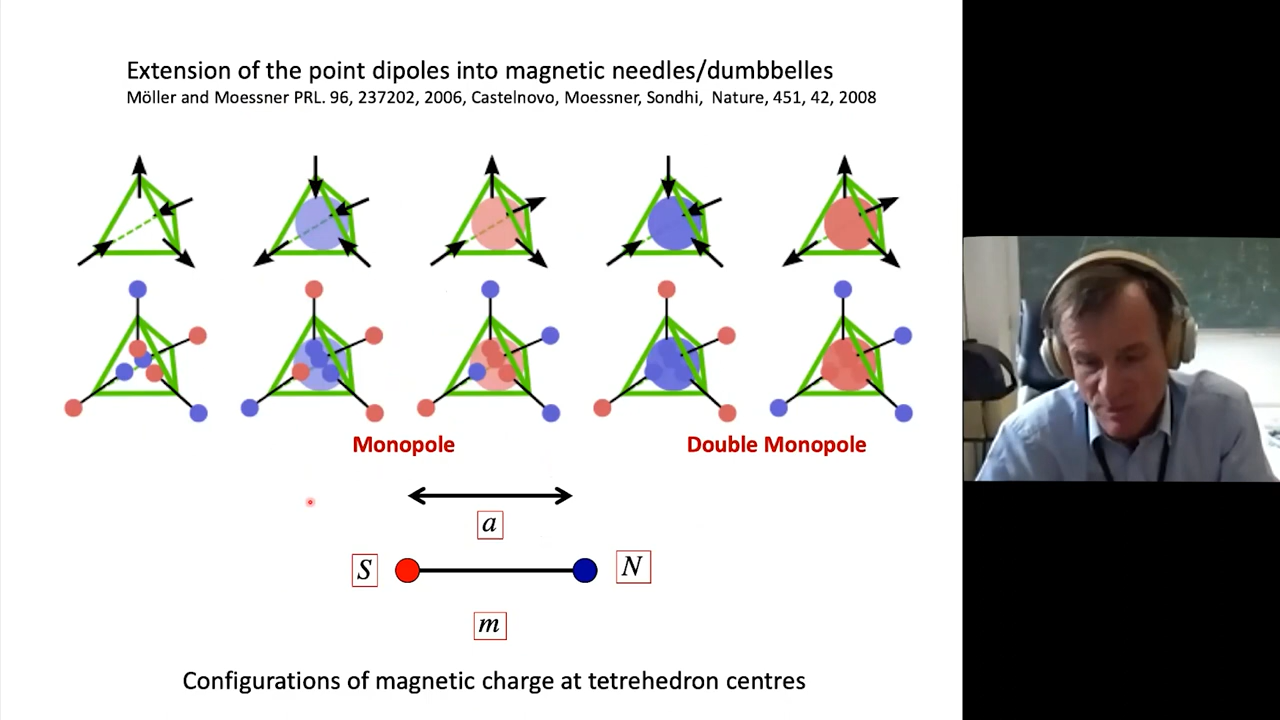 Extension of the point dipoles into magnetic needles/dumbbelles
Möller and Moessner PRL. 96, 237202, 2006, Castelnovo, Moessner, Sondhi, Nature, 451, 42, 2008
Monopole
Double Monopole
a
S
N
m
Configurations of magnetic charge at tetrehedron centres